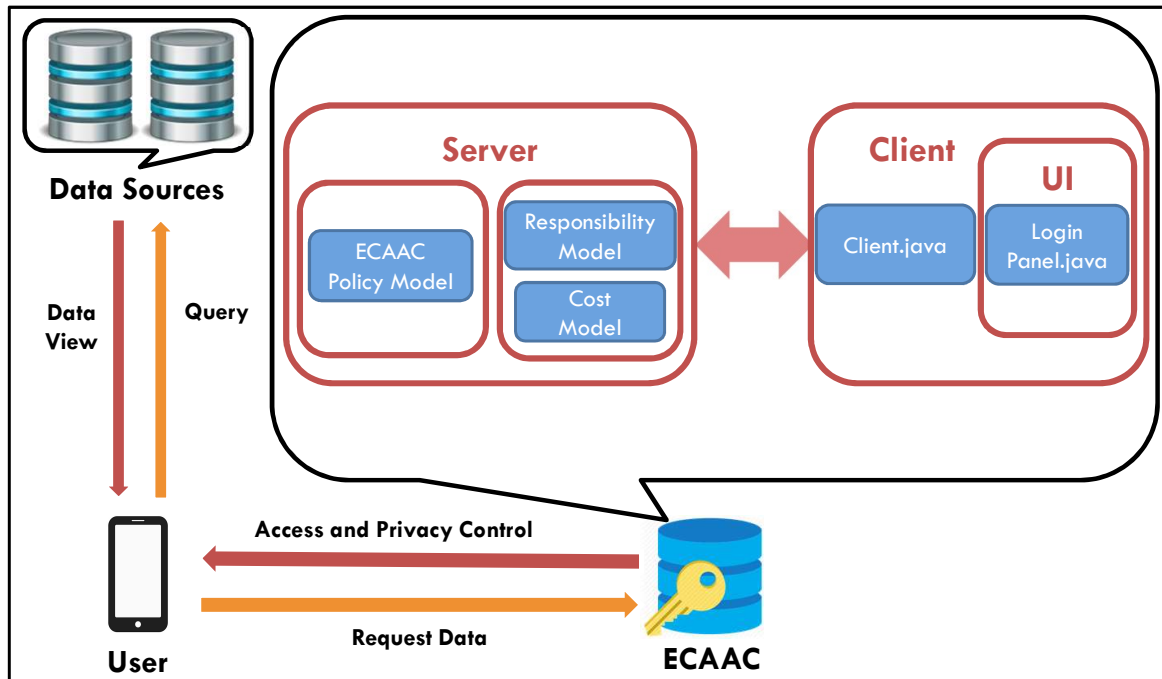 Data Sources
Server
Client
UI
ECAAC
Policy Model
Responsibility
Model
Cost
Model
Client.java
Login
Panel.java
Data
View
Query
Access and Privacy Control
Request Data
User
ECAAC